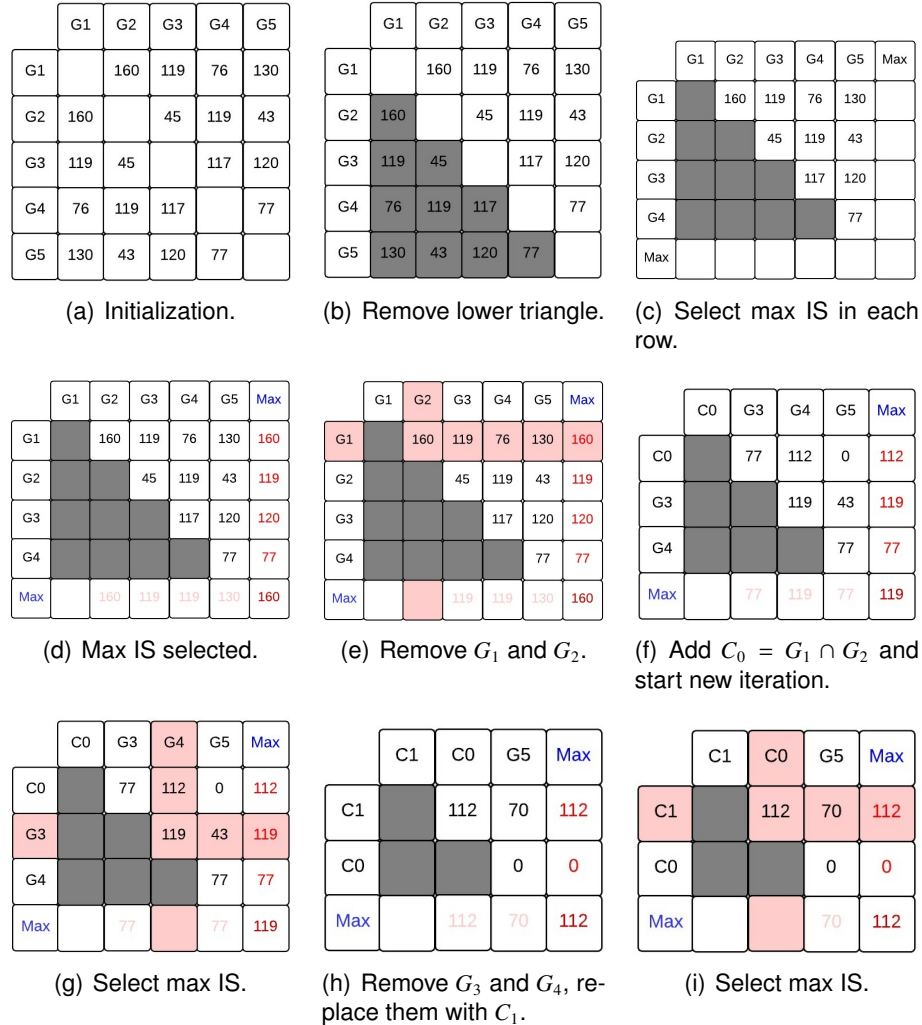 G1 G2 G3 G4 G5
G1 160 119 76 130
G2 160 45 119 43
G3 119 45 117 120
G4 76 119 117 77
G5 130 43 120 77
(a) Initialization.
G1 G2 G3 G4 G5
G1 160 119 76 130
G2 160 45 119 43
G3 119 45 117 120
G4 76 119 117 77
G5 130 43 120 77
(b) Remove lower triangle.
G1 G2 G3 G4 G5 Max
G1 160 119 76 130
G2 45 119 43
G3 117 120
G4 77
Max
(c) Select max IS in each
row.
G1 G2 G3 G4 G5 Max
G1 160 119 76 130 160
G2 45 119 43 119
G3 117 120 120
G4 77 77
Max 160 119 119 130 160
(d) Max IS selected.
G1 G2 G3 G4 G5 Max
G1 160 119 76 130 160
G2 45 119 43 119
G3 117 120 120
G4 77 77
Max 119 119 130 160
(e) Remove G₁ and G₂.
C0 G3 G4 G5 Max
C0 77 112 0 112
G3 119 43 119
G4 77 77
Max 77 119 77 119
(f) Add C₀ = G₁ ∩ G₂ and
start new iteration.
C0 G3 G4 G5 Max
C0 77 112 0 112
G3 119 43 119
G4 77 77
Max 77 77 119
(g) Select max IS.
C1 C0 G5 Max
C1 112 70 112
C0 0 0
Max 112 70 112
(h) Remove G₃ and G₄, re-
place them with C₁.
C1 C0 G5 Max
C1 112 70 112
C0 0 0
Max 70 112
(i) Select max IS.